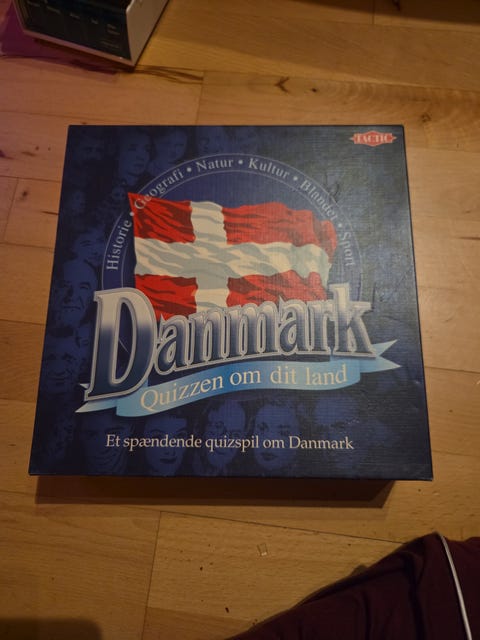 TACTIC
Historie • Geografi • Natur • Kultur • Blandet • Sport
Danmark
Quizzen om dit land
Et spændende quizspil om Danmark